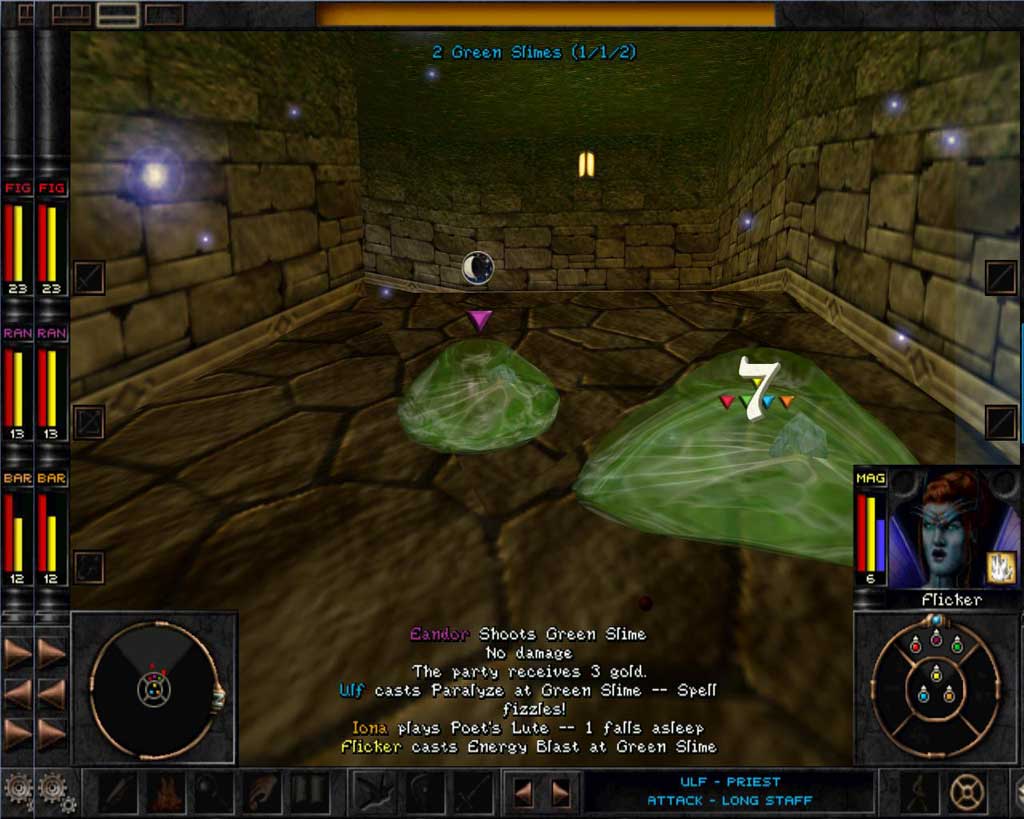 2 Green Slimes (1/1/2)
FIG FIG
23 23
RAN RAN
13 13
BAR BAR
12 12
7
MAG
6
Flicker
Eandor Shoots Green Slime
No damage
The party receives 3 gold.
Ulf casts Paralyze at Green Slime -- Spell
fizzles!
Iona plays Poet's Lute -- 1 falls asleep
Flicker casts Energy Blast at Green Slime
ULF - PRIEST
ATTACK - LONG STAFF